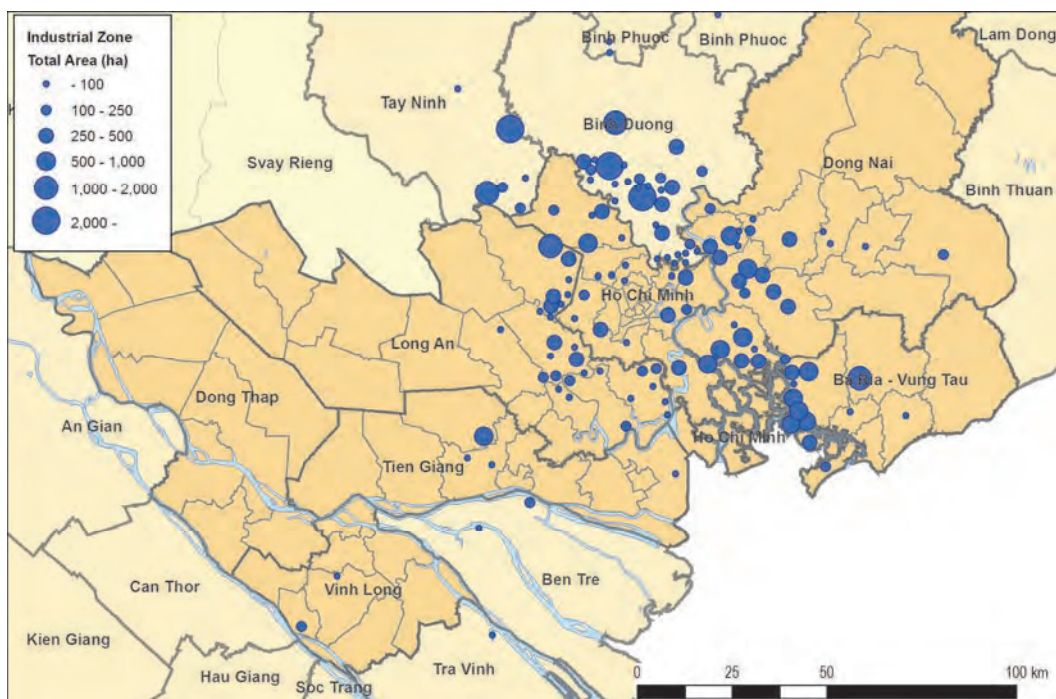 Industrial Zone
Total Area (ha)
- 100
100 - 250
250 - 500
500 - 1,000
1,000 - 2,000
2,000 -
Binh Phuoc
Binh Phuoc
Lam Dong
Tay Ninh
Binh Duong
Svay Rieng
Dong Nai
Binh Thuan
Ho Chi Minh
Long An
Dong Thap
Ba Ria - Vung Tau
An Gian
Ho Chi Minh
Tien Giang
Can Thor
Vinh Long
Ben Tre
Kien Giang
Hau Giang
Tra Vinh
Soc Trang
0 25 50 100 km